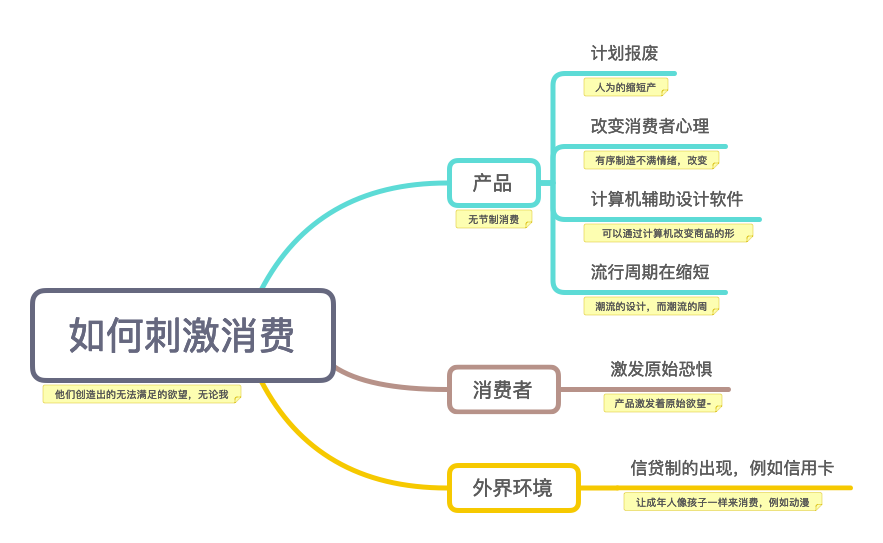 如何刺激消费
他们创造出的无法满足的欲望，无论我
产品
无节制消费
计划报废
人为的缩短产
改变消费者心理
有序制造不满情绪，改变
计算机辅助设计软件
可以通过计算机改变商品的形
流行周期在缩短
潮流的设计，而潮流的周
消费者
激发原始恐惧
产品激发着原始欲望-
外界环境
信贷制的出现，例如信用卡
让成年人像孩子一样来消费，例如动漫